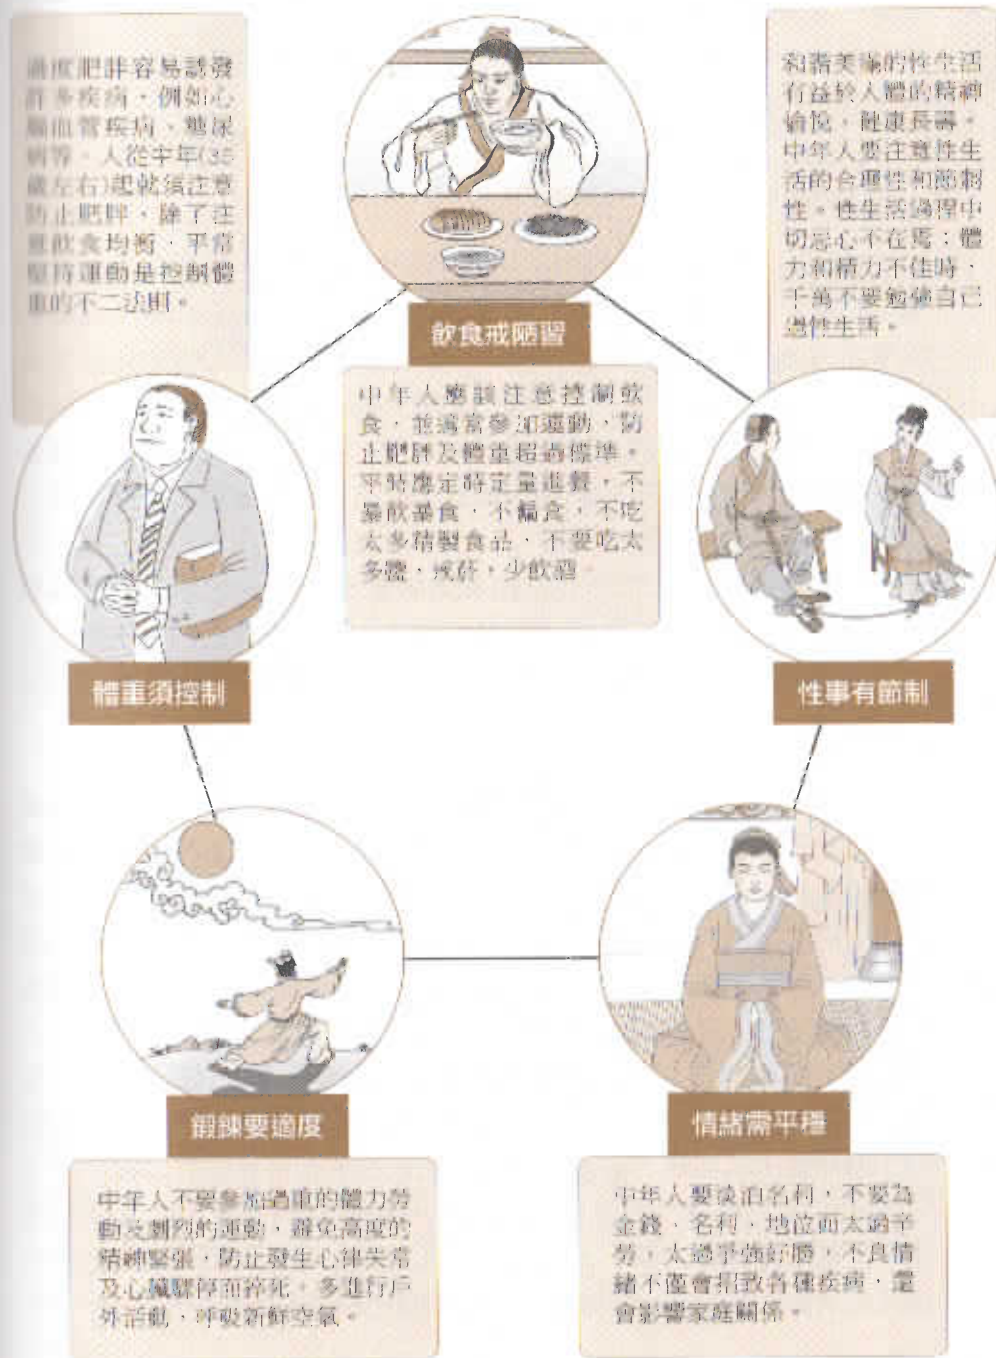 過度肥胖容易誘發
許多疾病,例如心
腦血管疾病、糖尿
病等。人從中年(35
歲左右)起就須注意
防止肥胖,除了注
意飲食均衡,平常
堅持運動是控制體
重的不二法則。
體重須控制
飲食戒陋習
中年人應該注意控制飲
食,並適當參加運動,防
止肥胖及體重超過標準。
平時應定時定量進餐,不
暴飲暴食,不偏食,不吃
太多精製食品,不要吃太
多鹽,戒菸,少飲酒。
和諧美滿的性生活
有益於人體的精神
愉悅、健康長壽。
中年人要注意性生
活的合理性和節制
性。性生活過程中
切忌心不在焉;體
力和精力不佳時,
千萬不要勉強自己
過性生活。
性事有節制
鍛鍊要適度
中年人不要參加過重的體力勞
動及劇烈的運動,避免高度的
精神緊張,防止發生心律失常
及心臟驟停而猝死。多進行戶
外活動,呼吸新鮮空氣。
情緒需平穩
中年人要淡泊名利,不要為
金錢、名利、地位而太過辛
勞,太過爭強好勝,不良情
緒不僅會招致各種疾病,還
會影響家庭關係。